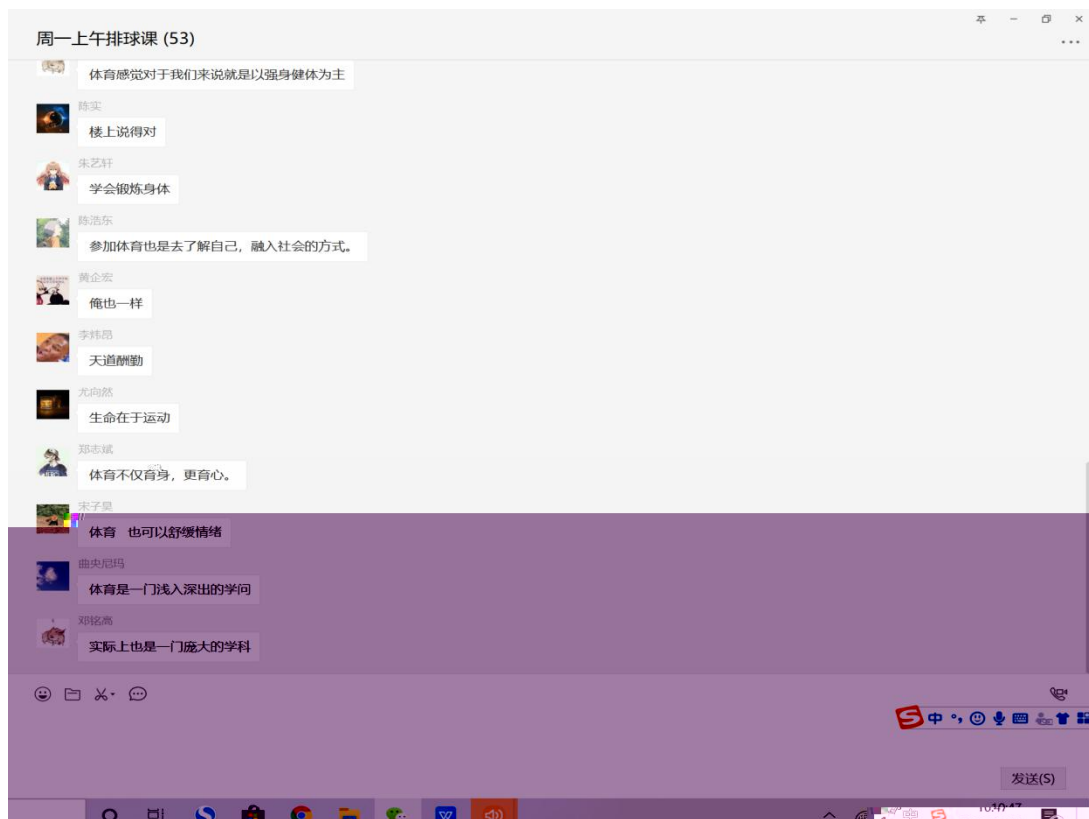 周一上午排球课 (53)
体育感觉对于我们来说就是以强身健体为主
陈实
楼上说得对
朱艺轩
学会锻炼身体
陈浩东
参加体育也是去了解自己，融入社会的方式。
黄企宏
俺也一样
李炜昂
天道酬勤
尤向然
生命在于运动
郑志斌
体育不仅育身，更育心。
宋子昊
体育 也可以舒缓情绪
曲央尼玛
体育是一门浅入深出的学问
邓铭高
实际上也是一门庞大的学科
中
发送(S)